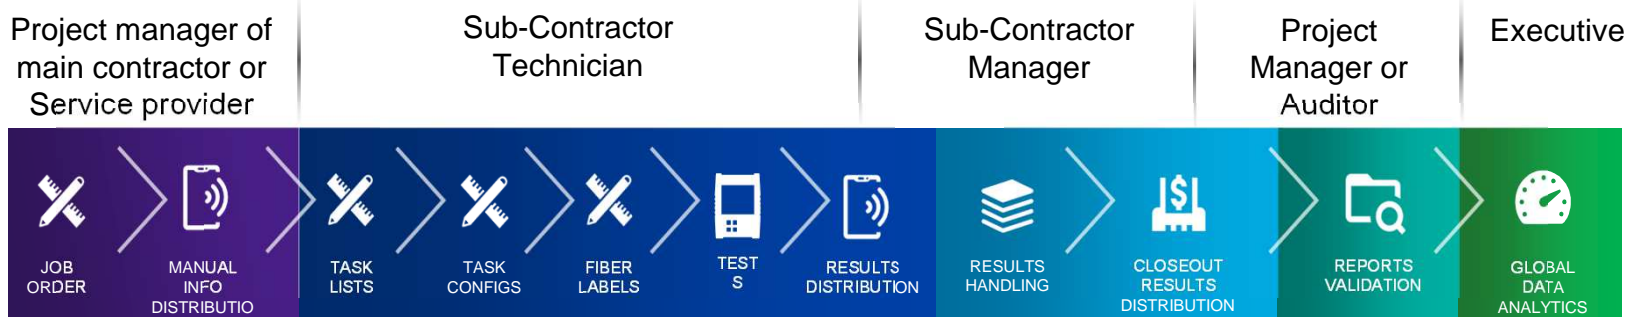 Project manager of
main contractor or
Service provider
Sub-Contractor
Technician
Sub-Contractor
Manager
Project
Manager or
Auditor
Executive
JOB
ORDER
MANUAL
INFO
DISTRIBUTIO
TASK
LISTS
TASK
CONFIGS
FIBER
LABELS
TEST
S
RESULTS
DISTRIBUTION
RESULTS
HANDLING
$
CLOSEOUT
RESULTS
DISTRIBUTION
REPORTS
VALIDATION
GLOBAL
DATA
ANALYTICS